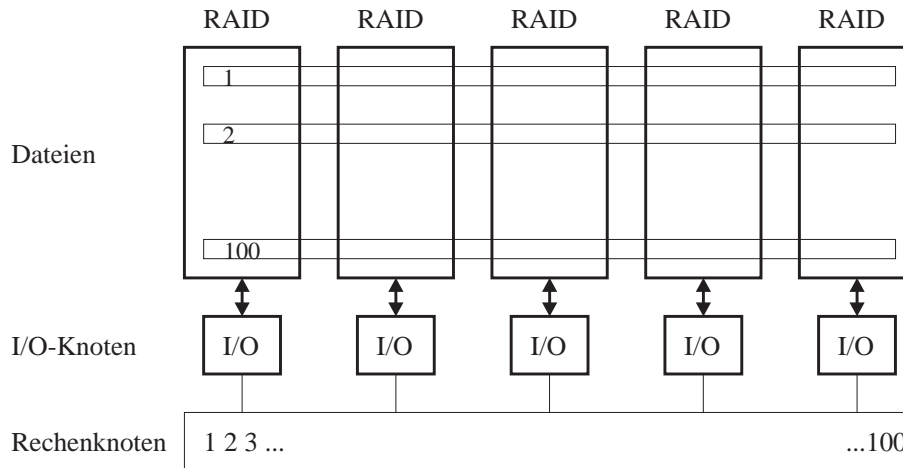 RAID RAID RAID RAID RAID
1
2
Dateien
100
I/O-Knoten I/O I/O I/O I/O I/O
Rechenknoten 1 2 3 ... ...100